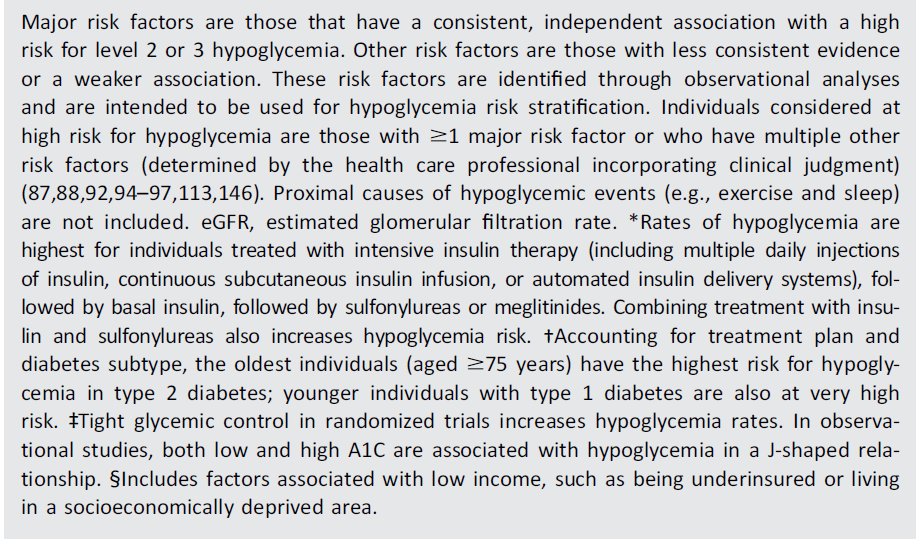 Major risk factors are those that have a consistent, independent association with a high
risk for level 2 or 3 hypoglycemia. Other risk factors are those with less consistent evidence
or a weaker association. These risk factors are identified through observational analyses
and are intended to be used for hypoglycemia risk stratification. Individuals considered at
high risk for hypoglycemia are those with ≥1 major risk factor or who have multiple other
risk factors (determined by the health care professional incorporating clinical judgment)
(87,88,92,94–97,113,146). Proximal causes of hypoglycemic events (e.g., exercise and sleep)
are not included. eGFR, estimated glomerular filtration rate. *Rates of hypoglycemia are
highest for individuals treated with intensive insulin therapy (including multiple daily injections
of insulin, continuous subcutaneous insulin infusion, or automated insulin delivery systems), fol-
lowed by basal insulin, followed by sulfonylureas or meglitinides. Combining treatment with insu-
lin and sulfonylureas also increases hypoglycemia risk. †Accounting for treatment plan and
diabetes subtype, the oldest individuals (aged ≥75 years) have the highest risk for hypogly-
cemia in type 2 diabetes; younger individuals with type 1 diabetes are also at very high
risk. ‡Tight glycemic control in randomized trials increases hypoglycemia rates. In observa-
tional studies, both low and high A1C are associated with hypoglycemia in a J-shaped rela-
tionship. §Includes factors associated with low income, such as being underinsured or living
in a socioeconomically deprived area.